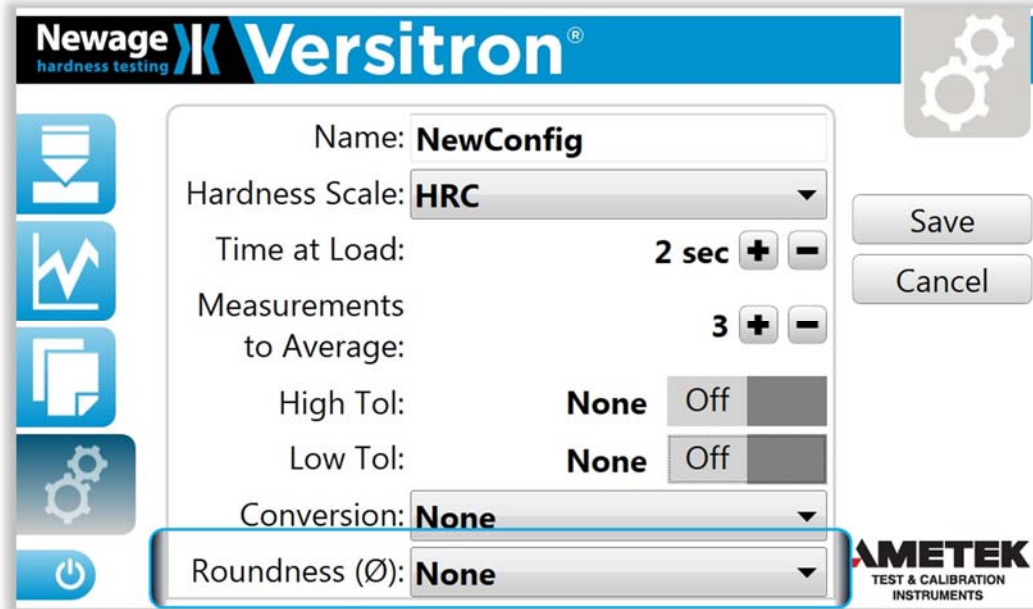 Newage Versitron®
hardness testing
Name: NewConfig
Hardness Scale: HRC
Save
Time at Load: 2 sec + -
Cancel
Measurements
to Average: 3 + -
High Tol: None Off
Low Tol: None Off
Conversion: None
Roundness (Ø): None
AMETEK
TEST & CALIBRATION
INSTRUMENTS